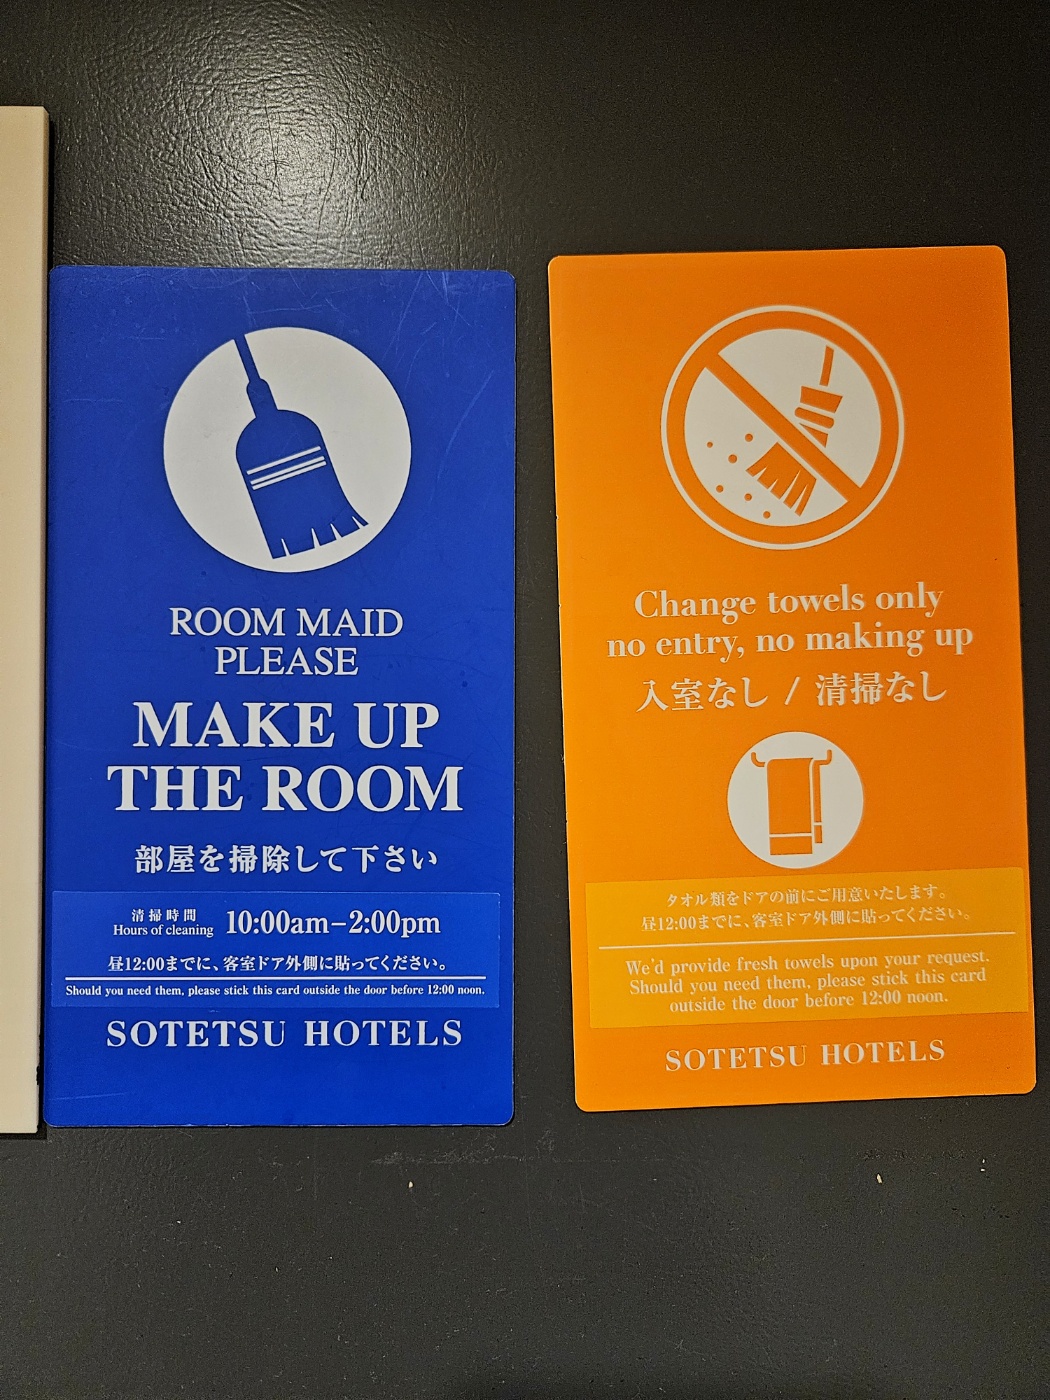 ROOM MAID
PLEASE
MAKE UP
THE ROOM
部屋を掃除して下さい
清掃時間
Hours of cleaning
10:00am–2:00pm
昼12:00までに、客室ドア外側に貼ってください。
Should you need them, please stick this card outside the door before 12:00 noon.
SOTETSU HOTELS
Change towels only
no entry, no making up
入室なし / 清掃なし
タオル類をドアの前にご用意いたします。
昼12:00までに、客室ドア外側に貼ってください。
We'd provide fresh towels upon your request.
Should you need them, please stick this card
outside the door before 12:00 noon.
SOTETSU HOTELS